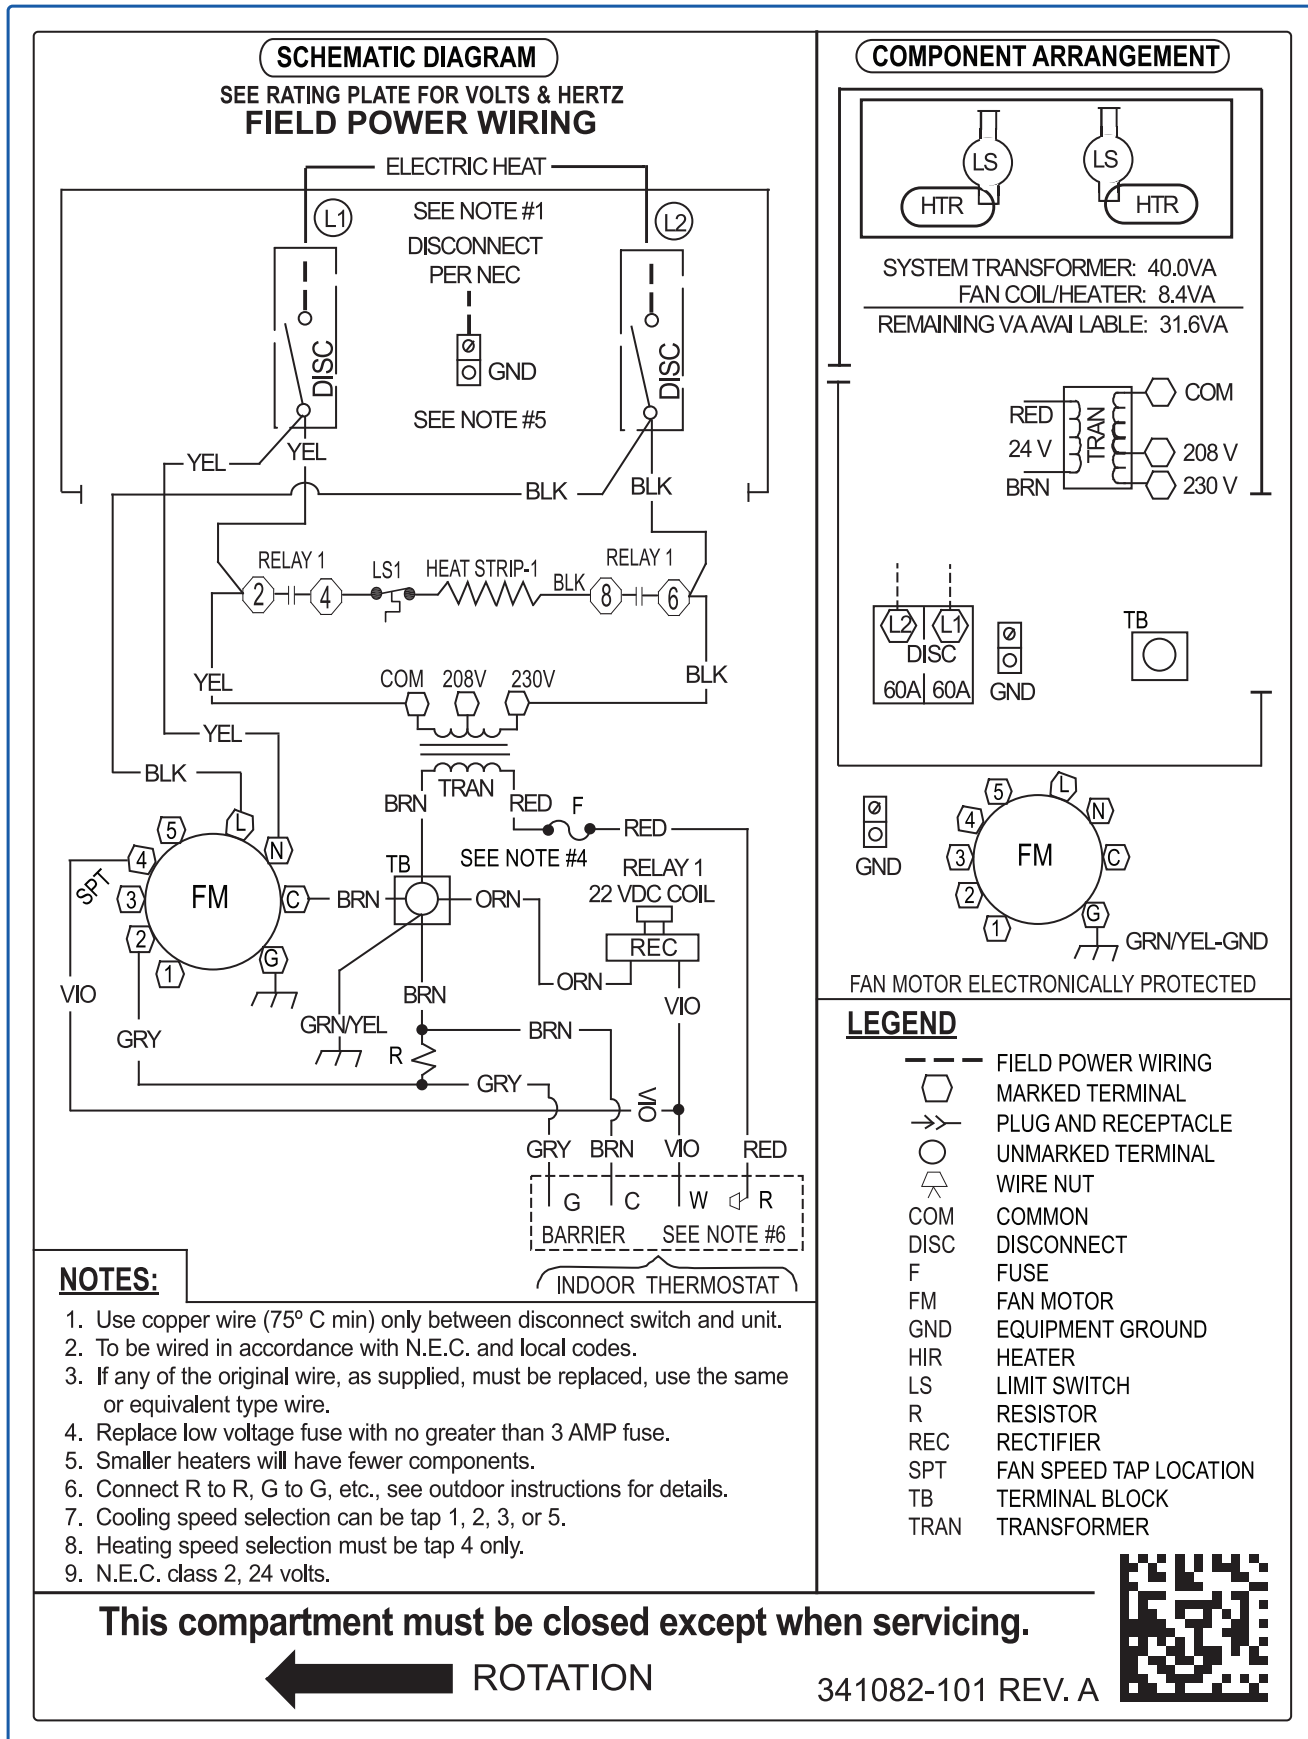 SCHEMATIC DIAGRAM
SEE RATING PLATE FOR VOLTS & HERTZ
FIELD POWER WIRING
ELECTRIC HEAT
L1
SEE NOTE #1
L2
DISCONNECT
PER NEC
DISC
GND
DISC
SEE NOTE #5
YEL
YEL
BLK
BLK
RELAY 1
LS1
HEAT STRIP-1
RELAY 1
2
4
BLK
8
6
YEL
COM
208V
230V
BLK
YEL
BLK
TRAN
BRN
RED
F
RED
SEE NOTE #4
5
L
N
4
SPT
3
FM
C
2
1
G
BRN
TB
ORN
RELAY 1
22 VDC COIL
REC
ORN
VIO
VIO
GRY
GRN/YEL
BRN
R
BRN
GRY
VIO
GRY
BRN
VIO
RED
G
C
W
R
BARRIER
SEE NOTE #6
INDOOR THERMOSTAT
NOTES:
1. Use copper wire (75º C min) only between disconnect switch and unit.
2. To be wired in accordance with N.E.C. and local codes.
3. If any of the original wire, as supplied, must be replaced, use the same
or equivalent type wire.
4. Replace low voltage fuse with no greater than 3 AMP fuse.
5. Smaller heaters will have fewer components.
6. Connect R to R, G to G, etc., see outdoor instructions for details.
7. Cooling speed selection can be tap 1, 2, 3, or 5.
8. Heating speed selection must be tap 4 only.
9. N.E.C. class 2, 24 volts.
COMPONENT ARRANGEMENT
LS
LS
HTR
HTR
SYSTEM TRANSFORMER: 40.0VA
FAN COIL/HEATER: 8.4VA
REMAINING VA AVAI LABLE: 31.6VA
RED
24 V
BRN
TRAN
COM
208 V
230 V
L2
L1
DISC
60A
60A
GND
TB
GND
5
L
N
4
3
FM
C
2
1
G
GRN/YEL-GND
FAN MOTOR ELECTRONICALLY PROTECTED
LEGEND
FIELD POWER WIRING
MARKED TERMINAL
PLUG AND RECEPTACLE
UNMARKED TERMINAL
WIRE NUT
COM COMMON
DISC DISCONNECT
F FUSE
FM FAN MOTOR
GND EQUIPMENT GROUND
HIR HEATER
LS LIMIT SWITCH
R RESISTOR
REC RECTIFIER
SPT FAN SPEED TAP LOCATION
TB TERMINAL BLOCK
TRAN TRANSFORMER
This compartment must be closed except when servicing.
ROTATION
341082-101 REV. A